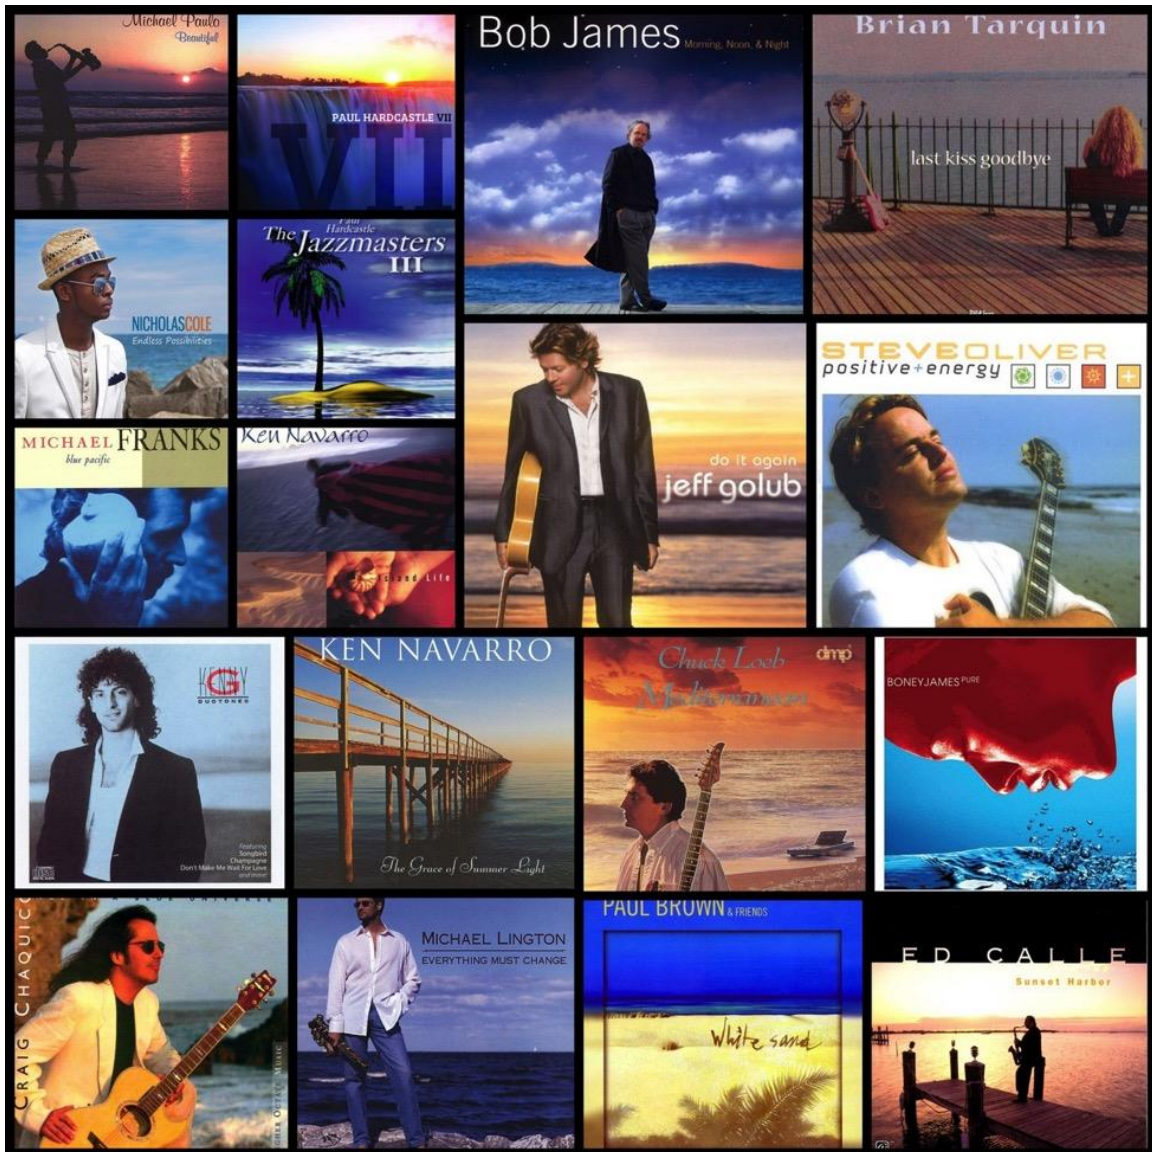 Michael Paulo
Beautiful
PAUL HARDCASTLE VII
VII
Bob James Morning, Noon, & Night
Brian Tarquin
last kiss goodbye
NICHOLAS COLE
Endless Possibilities
Paul
Hardcastle
The Jazzmasters
III
jeff golub
do it again
STEVEOLIVER
positive+energy
MICHAEL FRANKS
blue pacific
Ken Navarro
Island Life
KENNY
G
DUOTONES
Featuring
Songbird
Champagne
Don't Make Me Wait For Love
and more!
KEN NAVARRO
The Grace of Summer Light
Chuck Loeb
dmp
Mediterranean
BONEYJAMES PURE
CRAIG CHAQUICO
HIGHER OCTAVE MUSIC
MICHAEL LINGTON
EVERYTHING MUST CHANGE
PAUL BROWN & FRIENDS
White sand
ED CALLE
Sunset Harbor